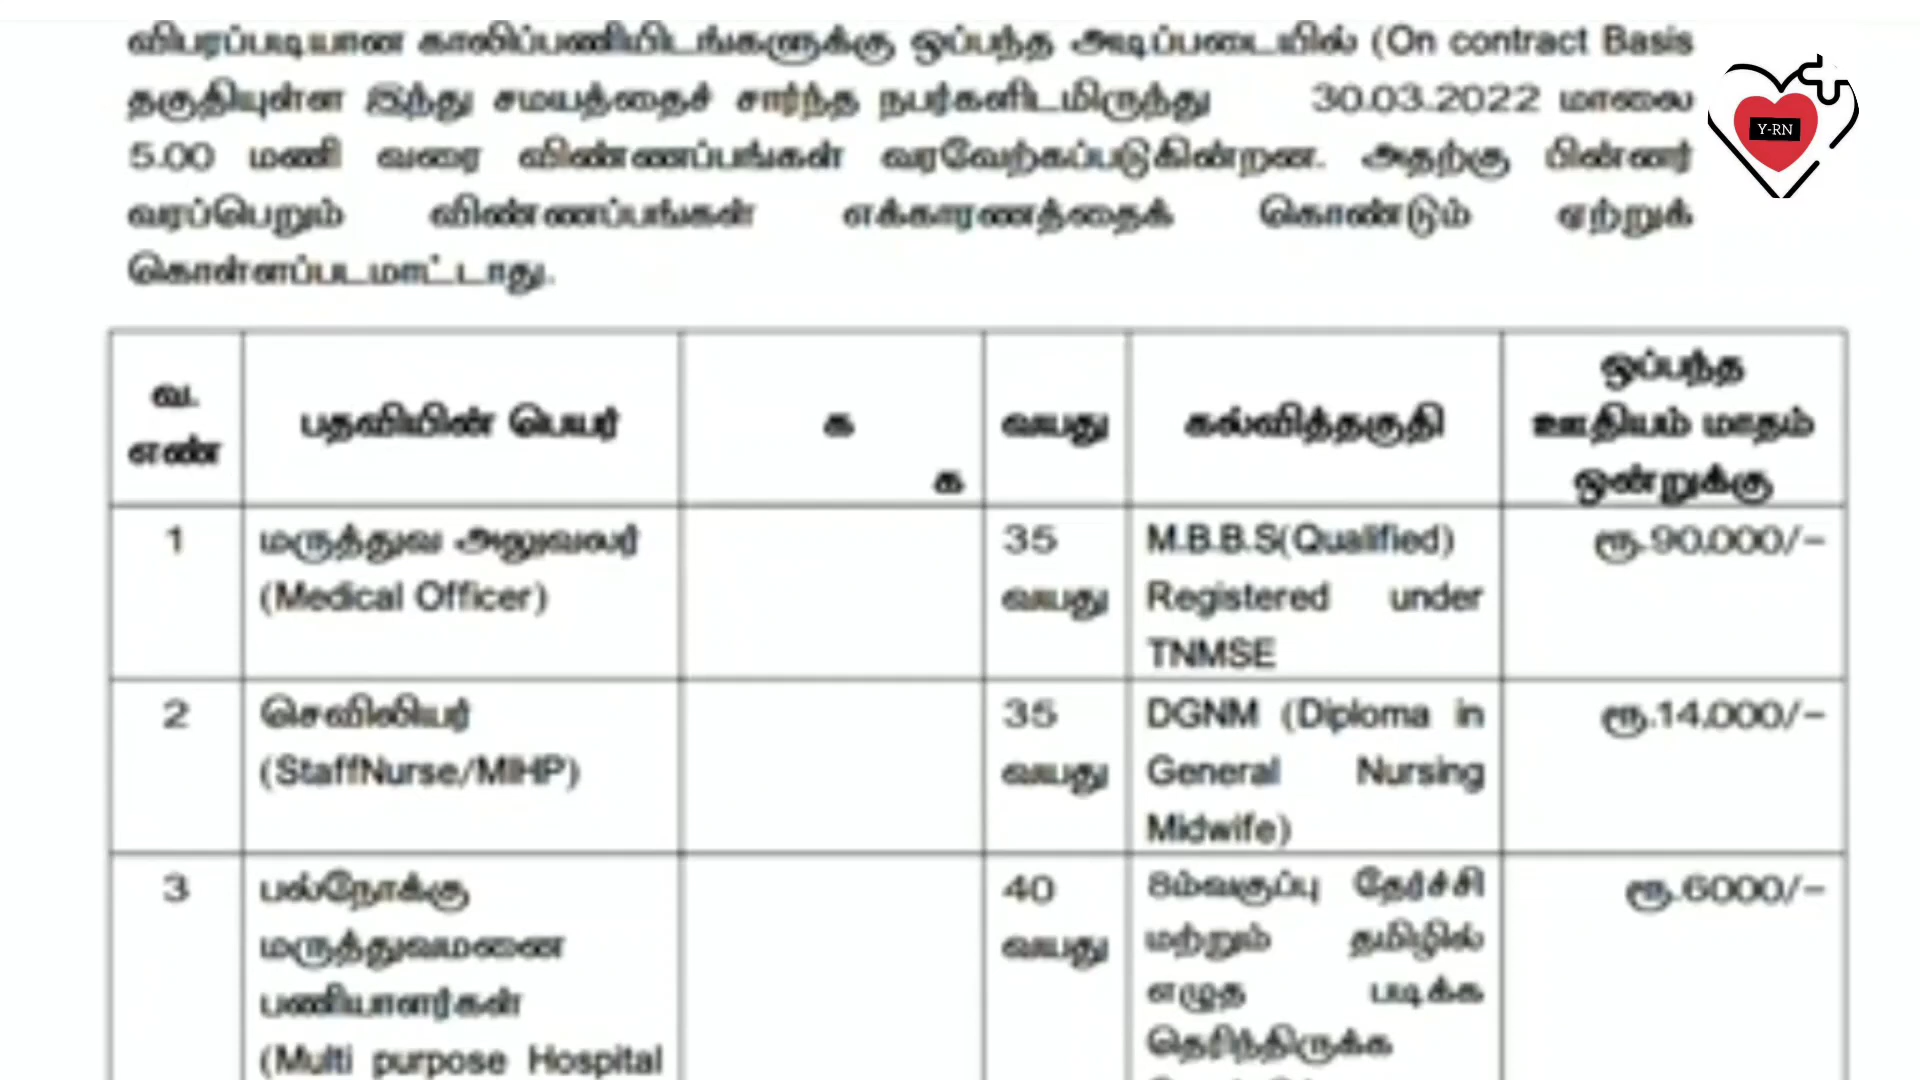 விபரப்படியான காலிப்பணியிடங்களுக்கு ஒப்பந்த அடிப்படையில் (On contract Basis
தகுதியுள்ள இந்து சமயத்தைச் சார்ந்த நபர்களிடமிருந்து 30.03.2022 மாலை
5.00 மணி வரை விண்ணப்பங்கள் வரவேற்கப்படுகின்றன. அதற்கு பின்னர்
வரப்பெறும் விண்ணப்பங்கள் எக்காரணத்தைக் கொண்டும் ஏற்றுக்
கொள்ளப்படமாட்டாது.
Y-RN
வ. எண்
பதவியின் பெயர்
க
க
வயது
கல்வித்தகுதி
ஒப்பந்த
ஊதியம் மாதம்
ஒன்றுக்கு
1
மருத்துவ அலுவலர்
(Medical Officer)
35
வயது
M.B.B.S(Qualified)
Registered under
TNMSE
ரூ.90,000/–
2
செவிலியர்
(StaffNurse/MIHP)
35
வயது
DGNM (Diploma in
General Nursing
Midwife)
ரூ.14,000/–
3
பல்நோக்கு
மருத்துவமனை
பணியாளர்கள்
(Multi purpose Hospital
40
வயது
8ம்வகுப்பு தேர்ச்சி
மற்றும் தமிழில்
எழுத படிக்க
தெரிந்திருக்க
ரூ.6000/–